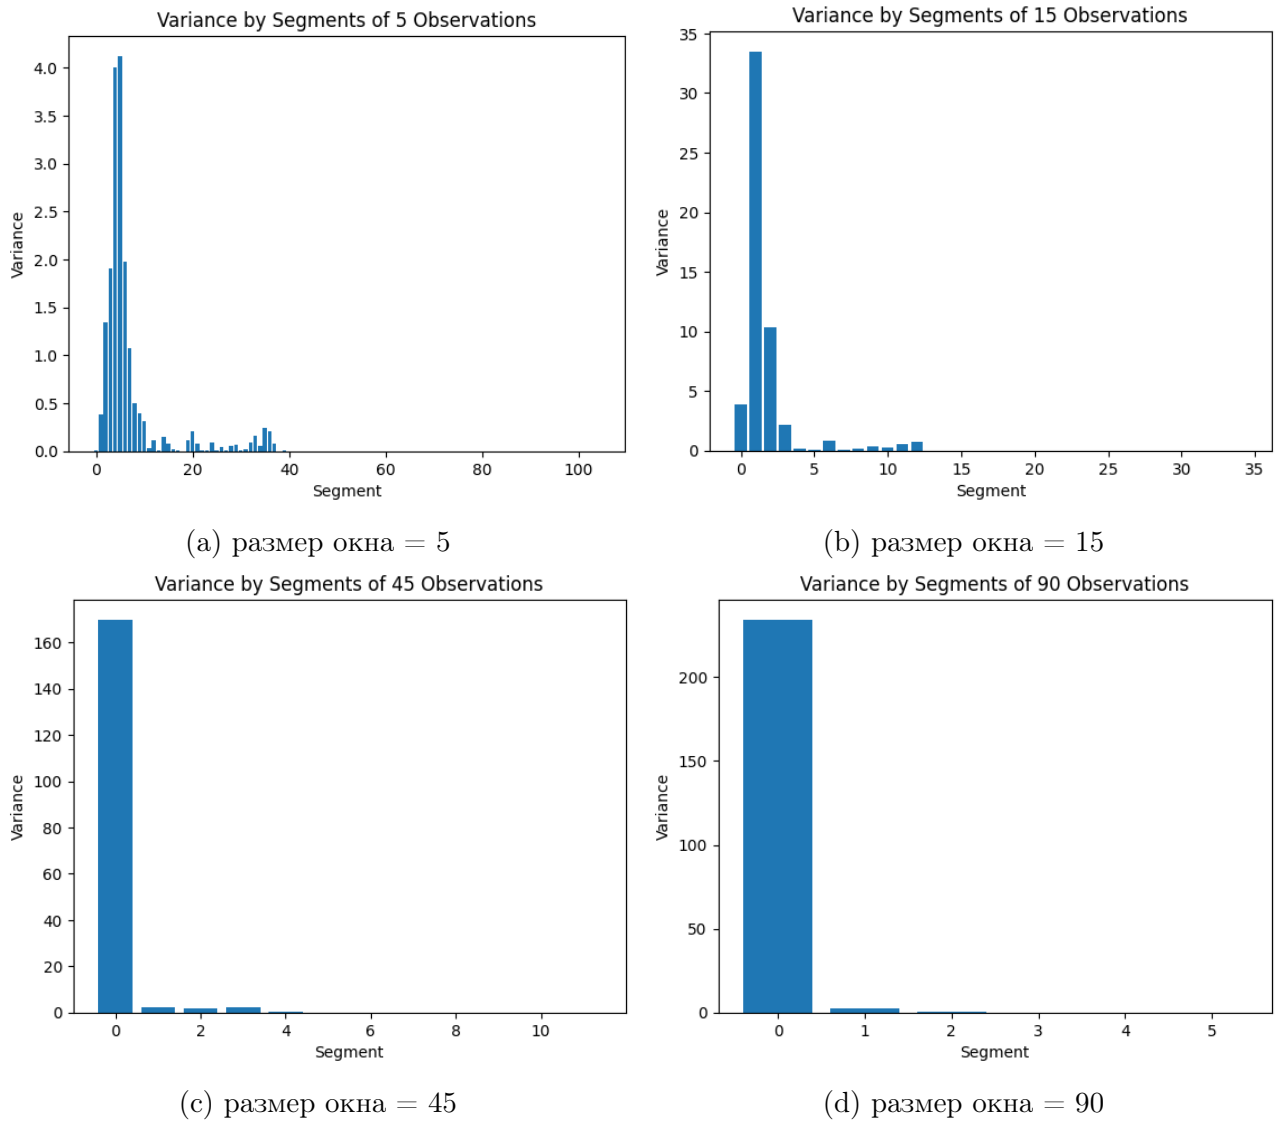 Variance by Segments of 5 Observations
Variance
4.0
3.5
3.0
2.5
2.0
1.5
1.0
0.5
0.0
0 20 40 60 80 100
Segment
(a) размер окна = 5
Variance by Segments of 15 Observations
Variance
35
30
25
20
15
10
5
0
0 5 10 15 20 25 30 35
Segment
(b) размер окна = 15
Variance by Segments of 45 Observations
Variance
160
140
120
100
80
60
40
20
0
0 2 4 6 8 10
Segment
(c) размер окна = 45
Variance by Segments of 90 Observations
Variance
200
150
100
50
0
0 1 2 3 4 5
Segment
(d) размер окна = 90